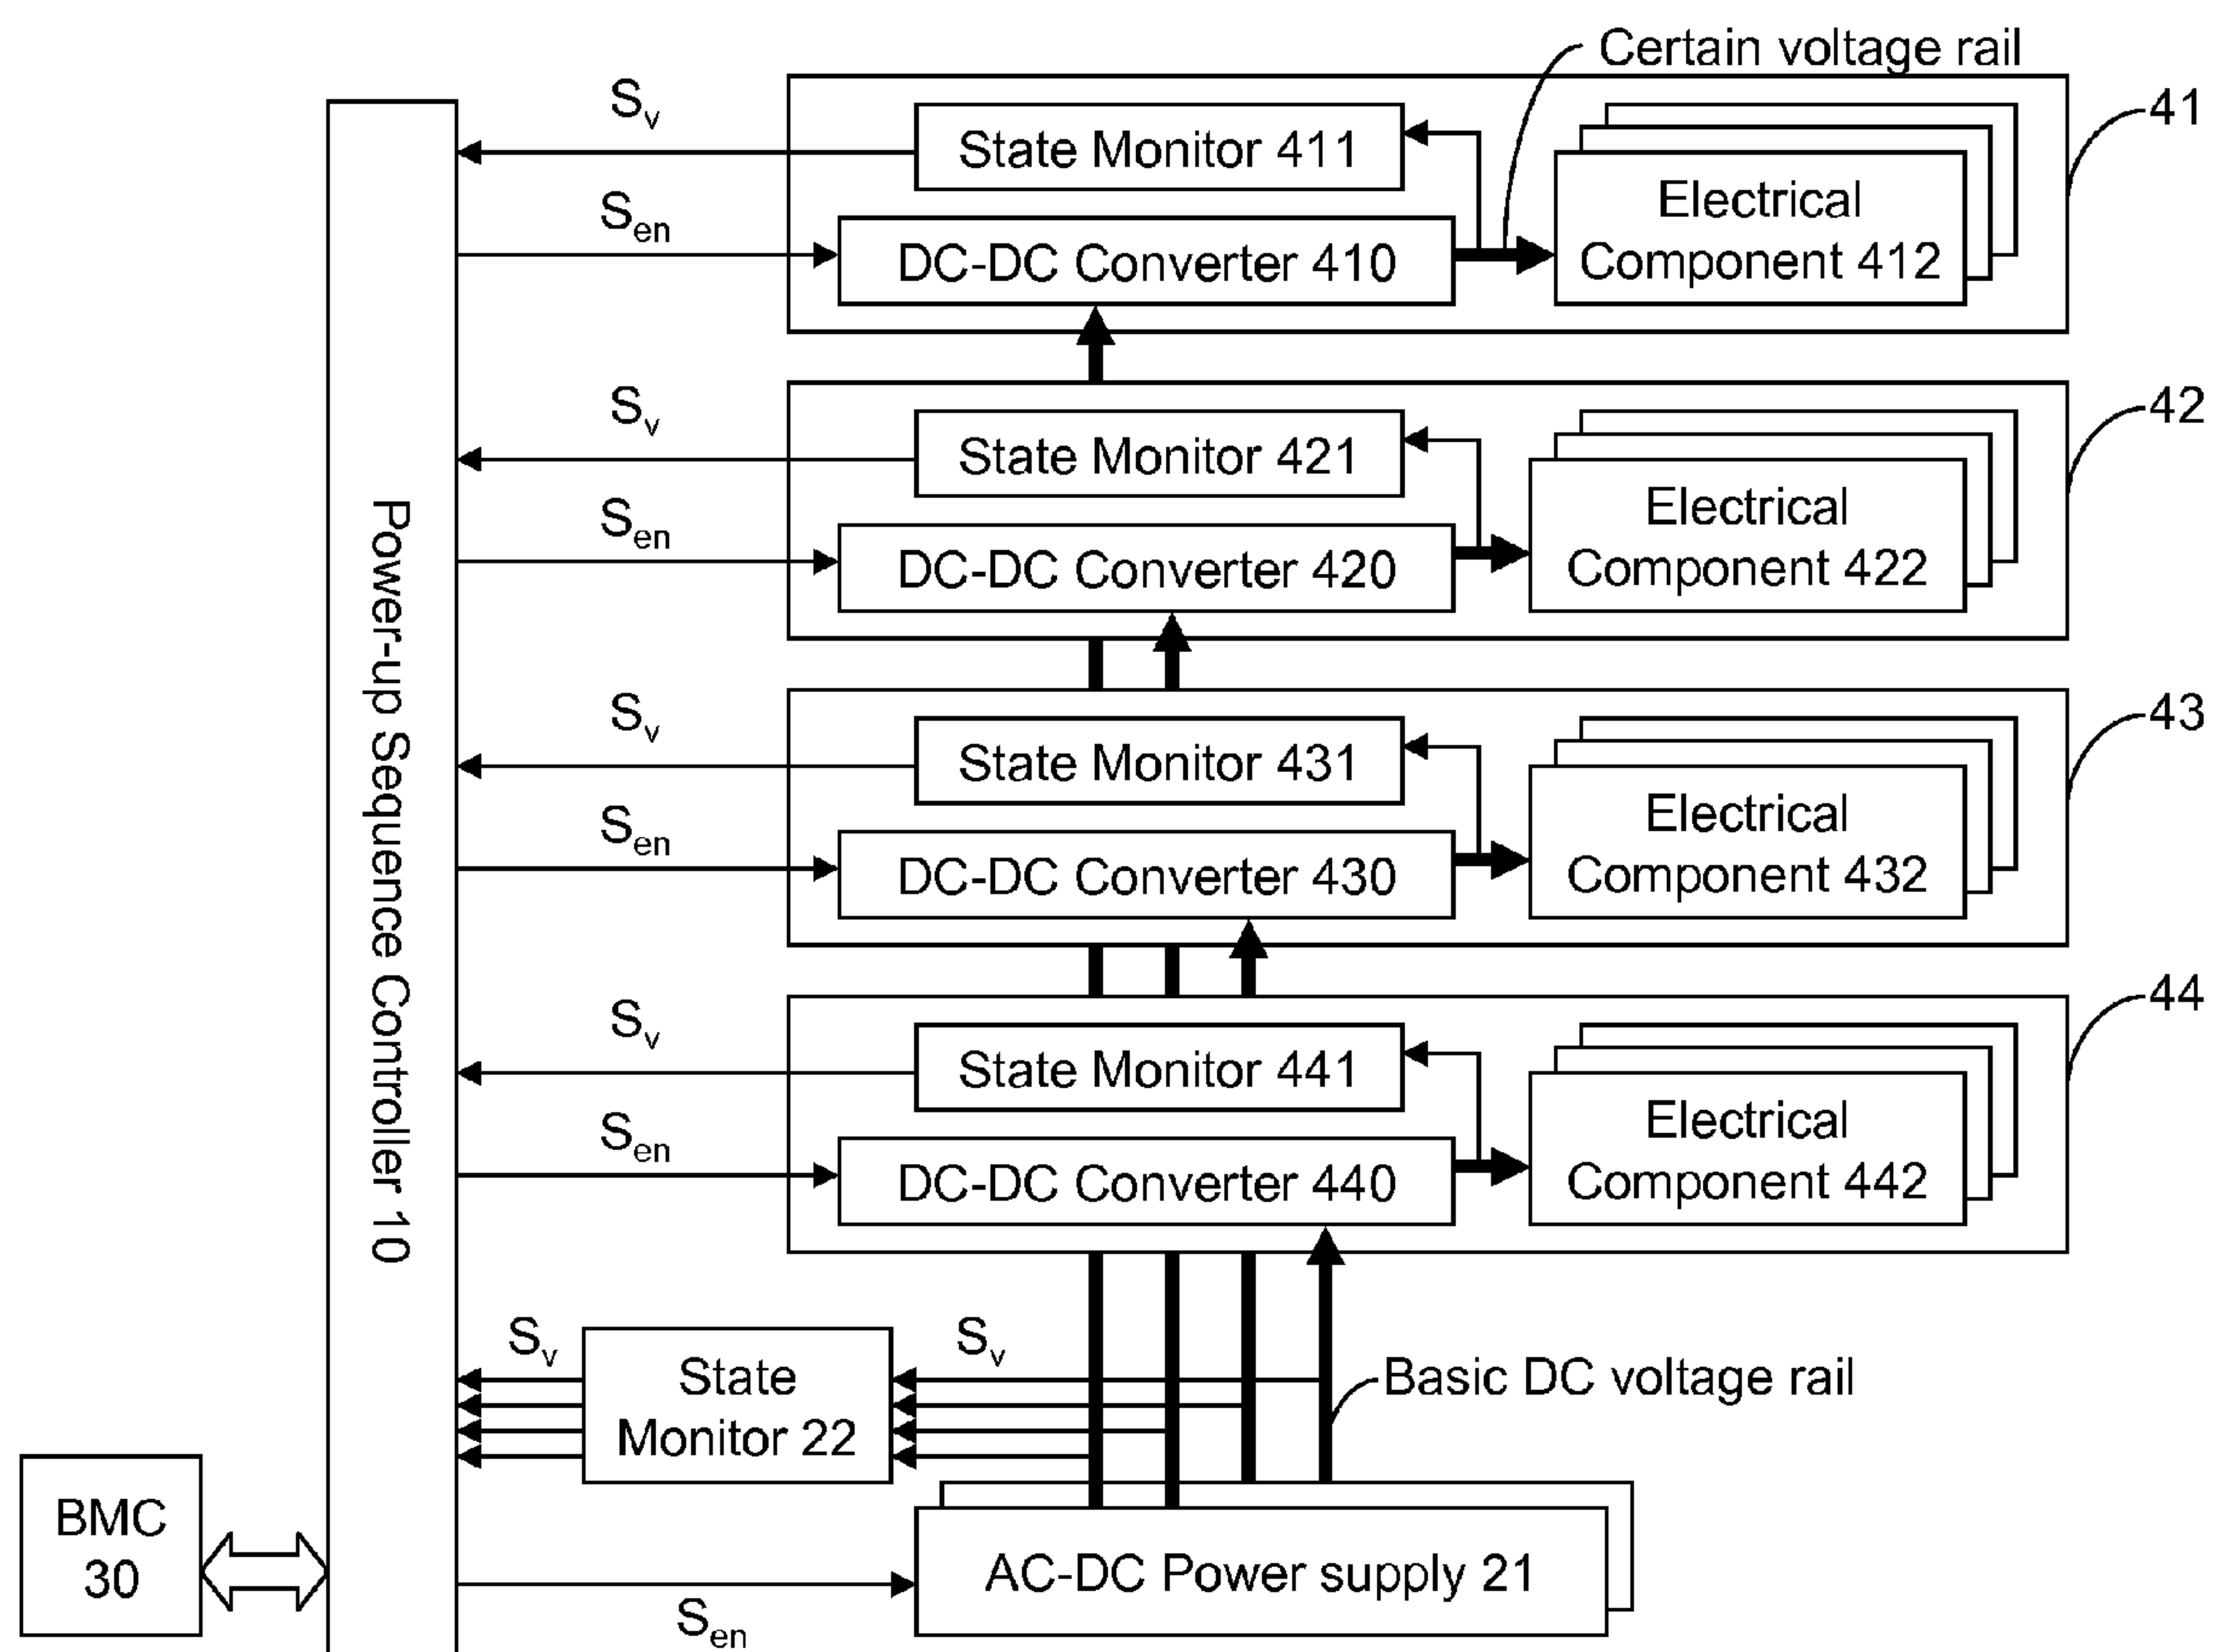 Certain voltage rail
41
Sv
State Monitor 411
Electrical
Component 412
Sen
DC-DC Converter 410
42
Sv
State Monitor 421
Electrical
Component 422
Sen
DC-DC Converter 420
43
Sv
State Monitor 431
Electrical
Component 432
Sen
DC-DC Converter 430
44
Sv
State Monitor 441
Electrical
Component 442
Sen
DC-DC Converter 440
Power-up Sequence Controller 10
Sv
Sv
State
Monitor 22
Basic DC voltage rail
BMC
30
AC-DC Power supply 21
Sen